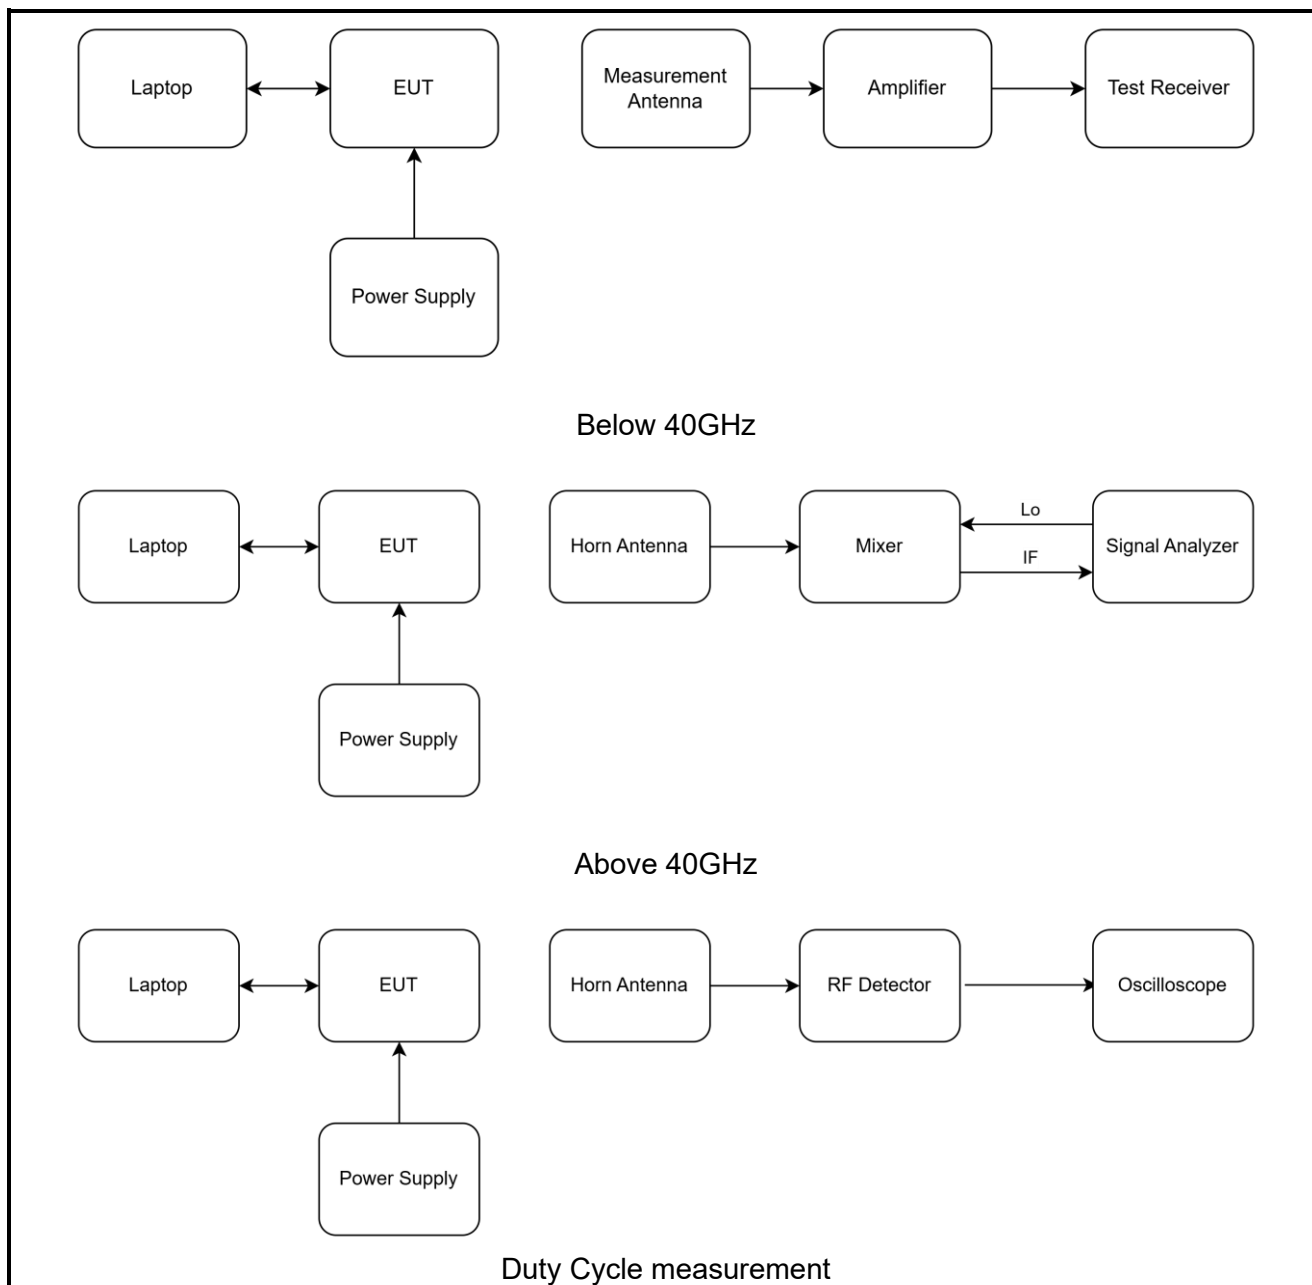 Laptop
EUT
Measurement
Antenna
Amplifier
Test Receiver
Power Supply
Below 40GHz
Laptop
EUT
Horn Antenna
Mixer
Lo
IF
Signal Analyzer
Power Supply
Above 40GHz
Laptop
EUT
Horn Antenna
RF Detector
Oscilloscope
Power Supply
Duty Cycle measurement